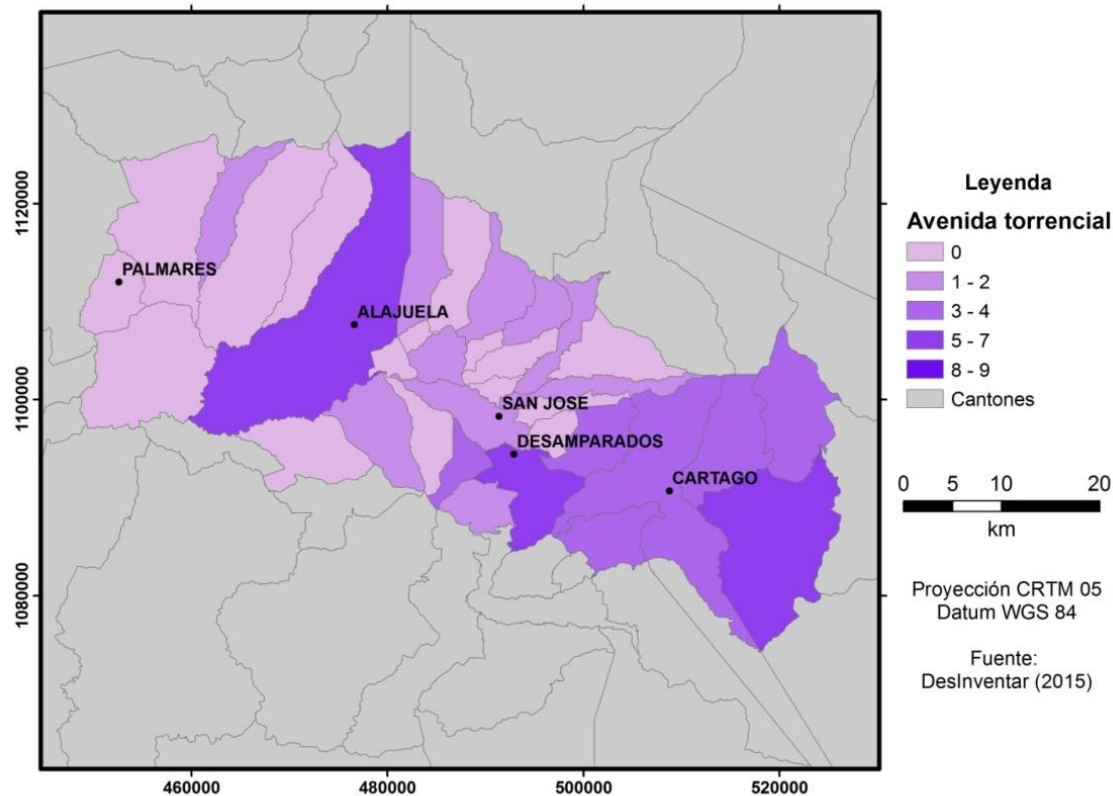 1120000
1100000
1080000
460000
480000
500000
520000
PALMARES
ALAJUELA
SAN JOSE
DESAMPARADOS
CARTAGO
Leyenda
Avenida torrencial
0
1 - 2
3 - 4
5 - 7
8 - 9
Cantones
0 5 10 20
km
Proyección CRTM 05
Datum WGS 84
Fuente:
DesInventar (2015)